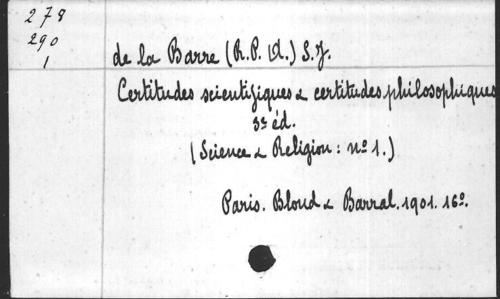 278
290
1
de la Barre (R.P. A.) S.J.
Certitudes scientifiques & certitudes philosophiques
3e éd.
(Science & Religion: nº 1.)
Paris. Bloud & Barral. 1901. 16º.